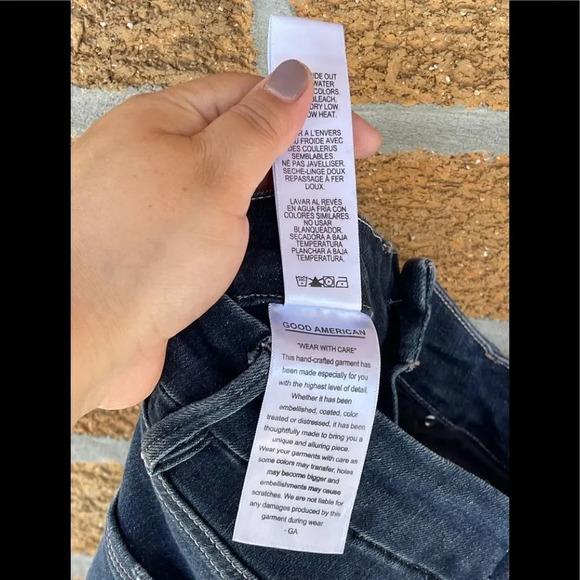 IDE OUT
WATER
COLORS.
BLEACH.
DRY LOW.
OW HEAT.
R A L'ENVERS
AU FROIDE AVEC
DES COULERUS
SEMBLABLES.
NÉ PAS JAVELLISER.
SECHE-LINGE DOUX
REPASSAGE À FER
DOUX.
LAVAR AL REVÉS
EN AGUA FRÍA CON
COLORES SIMILARES.
NO USAR
BLANQUEADOR.
SECADORA A BAJA
TEMPERATURA
PLANCHAR A BAJA
TEMPERATURA.
GOOD AMERICAN
"WEAR WITH CARE"
This hand-crafted garment has
been made especially for you
with the highest level of detail.
Whether it has been
embellished, coated, color
treated or distressed, it has been
thoughtfully made to bring you a
unique and alluring piece.
Wear your garments with care as
some colors may transfer, holes
may become bigger and
embellishments may cause
scratches. We are not liable for
any damages produced by this
garment during wear
- GA